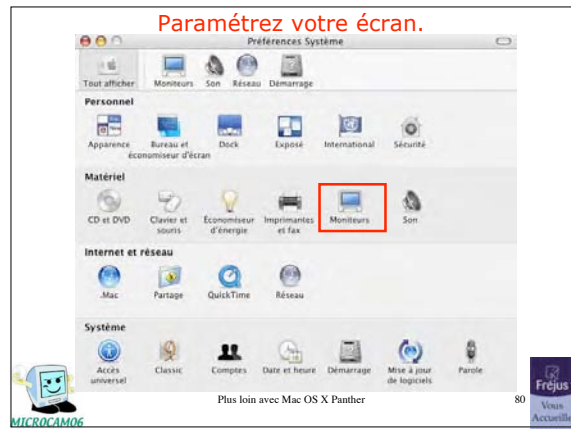 Paramétrez votre écran.
Préférences Système
Tout afficher Moniteurs Son Réseau Démarrage
Personnel
Apparence Bureau et Dock Exposé International Sécurité
économiseur d'écran
Matériel
CD et DVD Clavier et Économiseur Imprimantes Moniteurs Son
souris d'énergie et fax
Internet et réseau
.Mac Partage QuickTime Réseau
Système
Accès Classic Comptes Date et heure Démarrage Mise à jour Parole
universel de logiciels
Plus loin avec Mac OS X Panther 80
MICROCAM06
Fréjus
Vous
Accueille